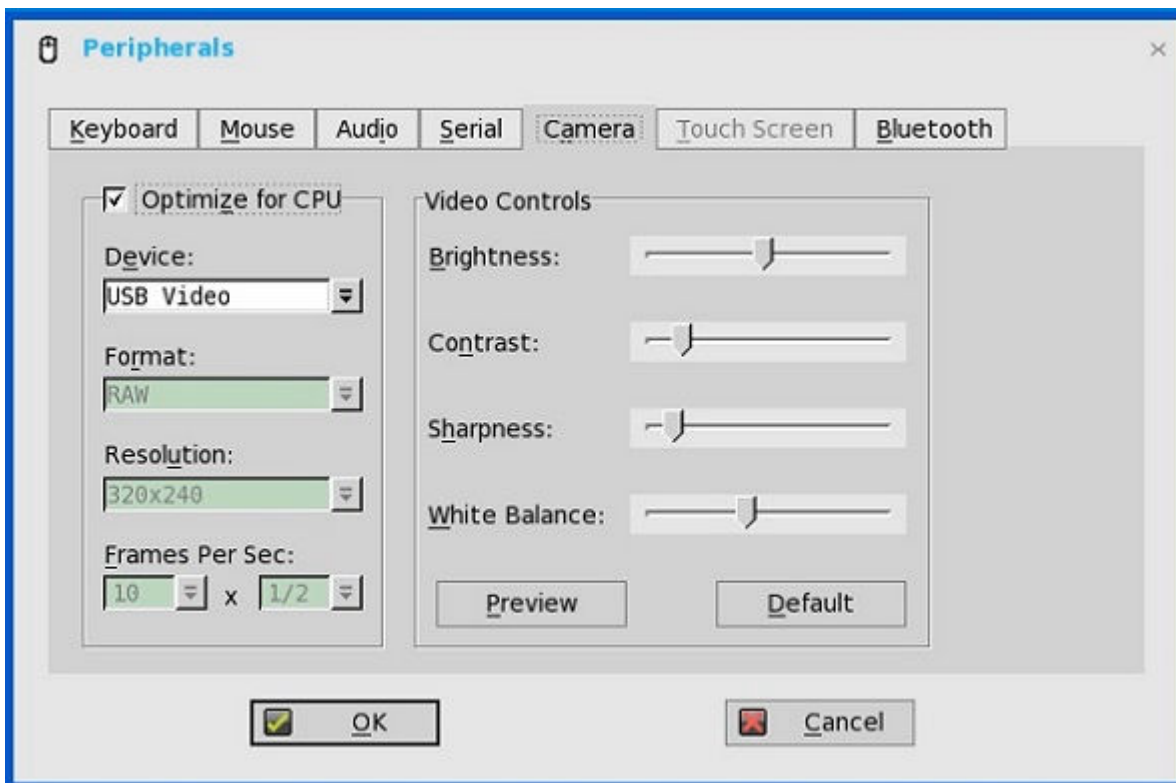 Peripherals
Keyboard Mouse Audio Serial Camera Touch Screen Bluetooth
Optimize for CPU
Device:
USB Video
Format:
RAW
Resolution:
320x240
Frames Per Sec:
10 x 1/2
Video Controls
Brightness:
Contrast:
Sharpness:
White Balance:
Preview Default
OK Cancel